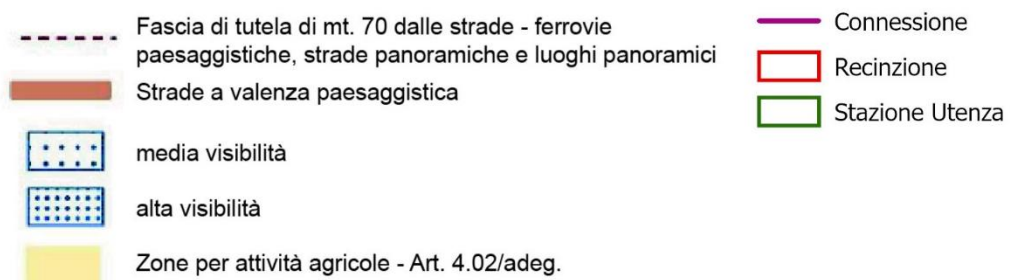 Fascia di tutela di mt. 70 dalle strade - ferrovie
paesaggistiche, strade panoramiche e luoghi panoramici
Strade a valenza paesaggistica
media visibilità
alta visibilità
Zone per attività agricole - Art. 4.02/adeg.
Connessione
Recinzione
Stazione Utenza